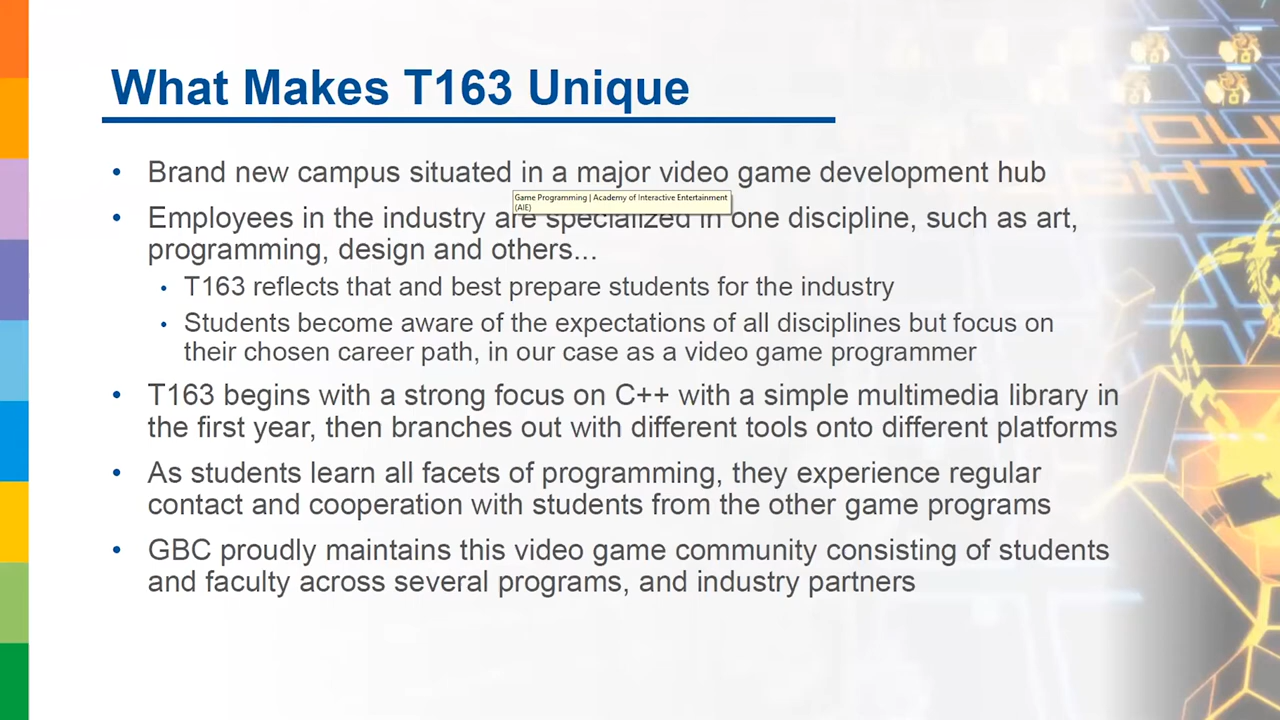 What Makes T163 Unique
• Brand new campus situated in a major video game development hub
Game Programming | Academy of Interactive Entertainment
(AIE)
• Employees in the industry are specialized in one discipline, such as art,
programming, design and others...
• T163 reflects that and best prepare students for the industry
• Students become aware of the expectations of all disciplines but focus on
their chosen career path, in our case as a video game programmer
• T163 begins with a strong focus on C++ with a simple multimedia library in
the first year, then branches out with different tools onto different platforms
• As students learn all facets of programming, they experience regular
contact and cooperation with students from the other game programs
• GBC proudly maintains this video game community consisting of students
and faculty across several programs, and industry partners